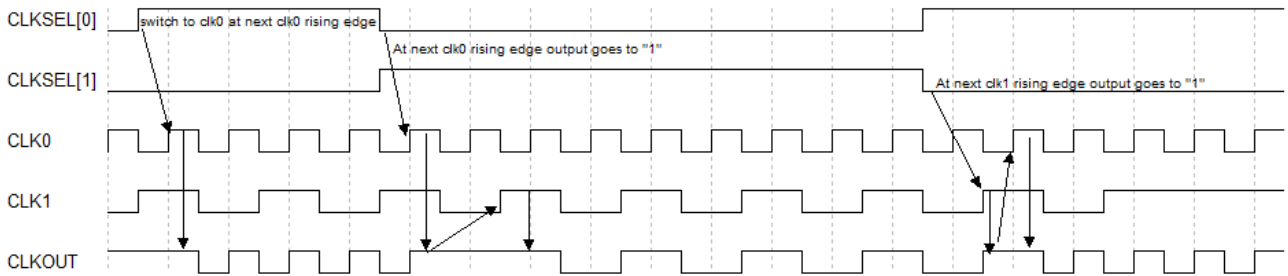 CLKSEL[0]
switch to clk0 at next clk0 rising edge
At next clk0 rising edge output goes to "1"
CLKSEL[1]
At next clk1 rising edge output goes to "1"
CLK0
CLK1
CLKOUT